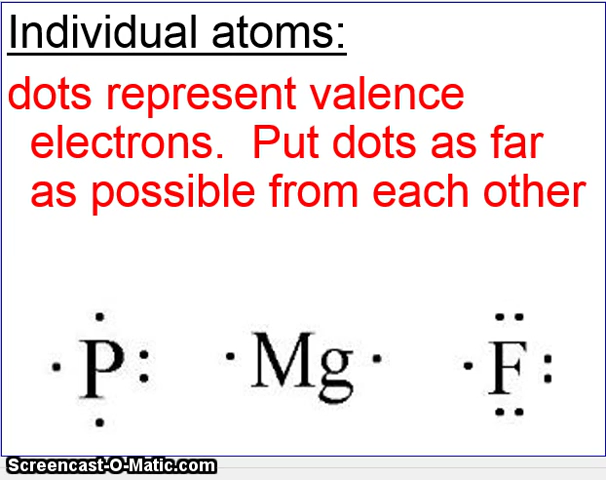 Individual atoms:
dots represent valence
electrons. Put dots as far
as possible from each other
P Mg F
Screencast-O-Matic.com